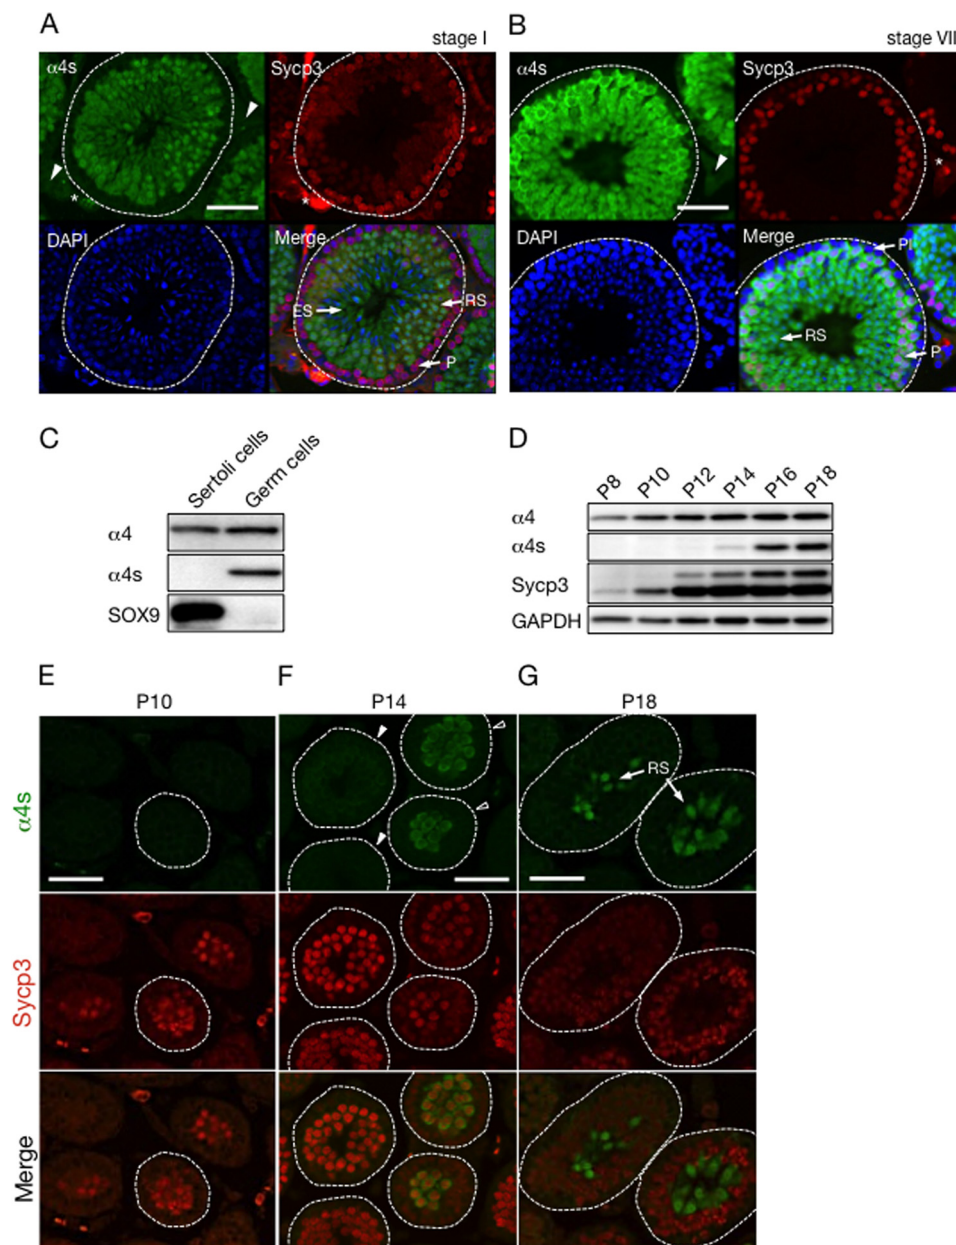 A
B
stage I
stage VII
α4s
Sycp3
α4s
Sycp3
*
*
*
DAPI
Merge
DAPI
Merge
ES
RS
P
Pl
RS
P
C
D
Sertoli cells
Germ cells
P8
P10
P12
P14
P16
P18
α4
α4s
SOX9
α4
α4s
Sycp3
GAPDH
E
F
G
P10
P14
P18
α4s
RS
Sycp3
Merge